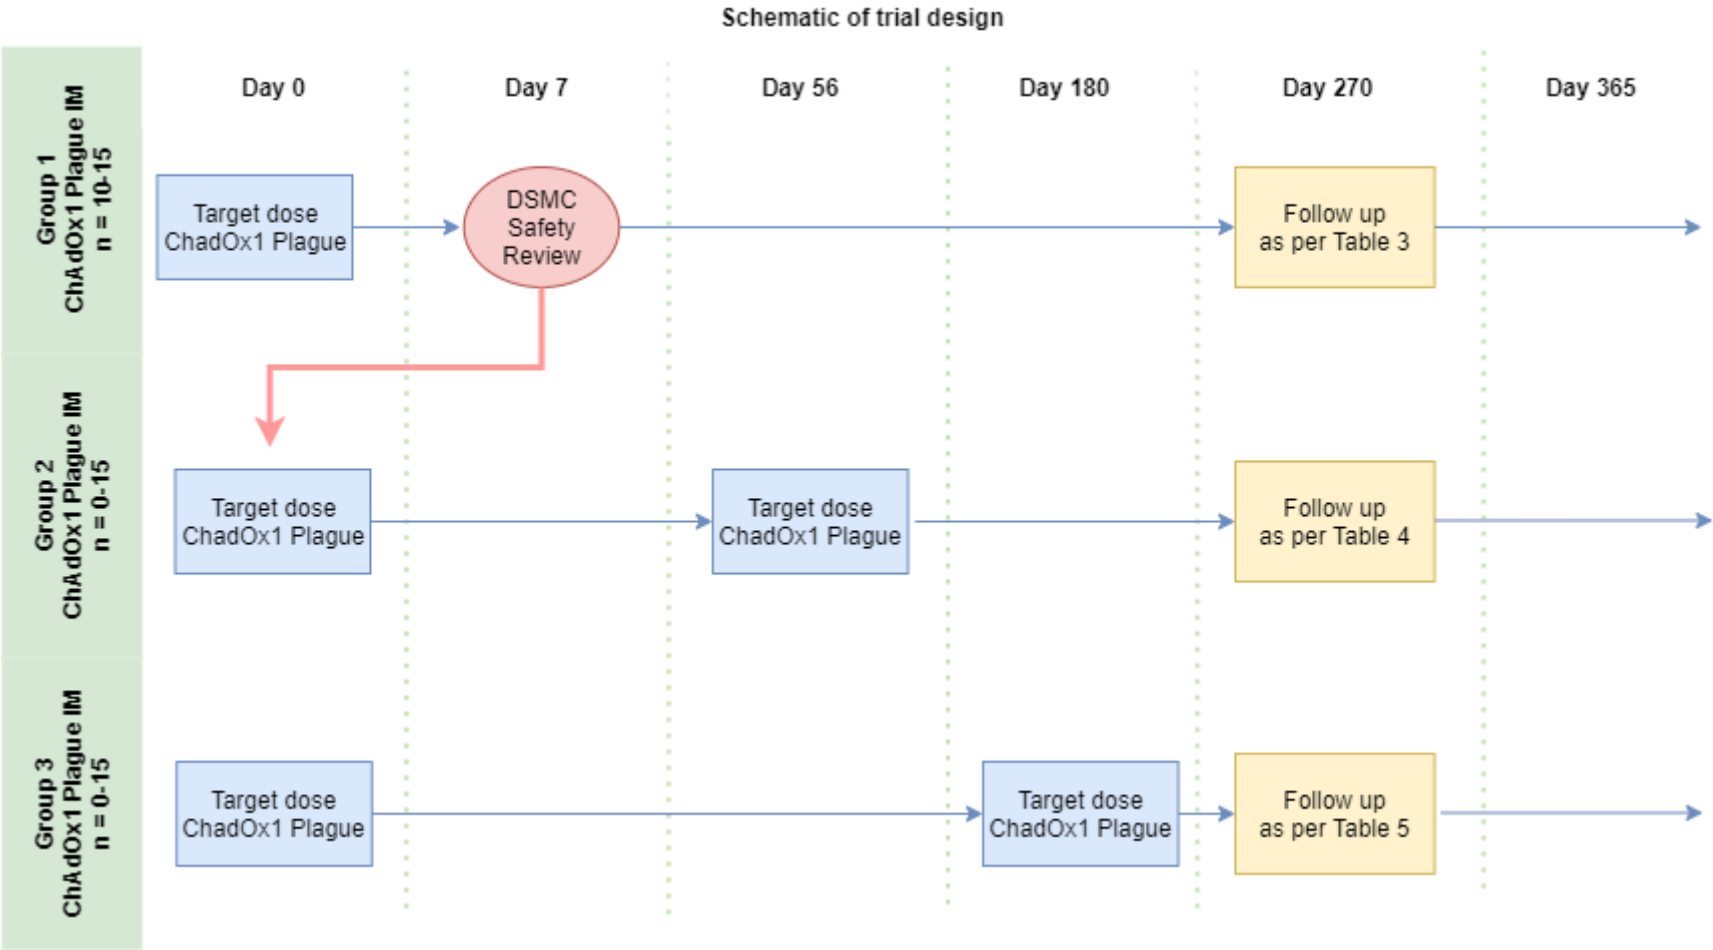 Schematic of trial design
Day 0
Day 7
Day 56
Day 180
Day 270
Day 365
Group 1
ChAdOx1 Plague IM
n = 10-15
Target dose
ChadOx1 Plague
DSMC
Safety
Review
Follow up
as per Table 3
Group 2
ChAdOx1 Plague IM
n = 0-15
Target dose
ChadOx1 Plague
Target dose
ChadOx1 Plague
Follow up
as per Table 4
Group 3
ChAdOx1 Plague IM
n = 0-15
Target dose
ChadOx1 Plague
Target dose
ChadOx1 Plague
Follow up
as per Table 5